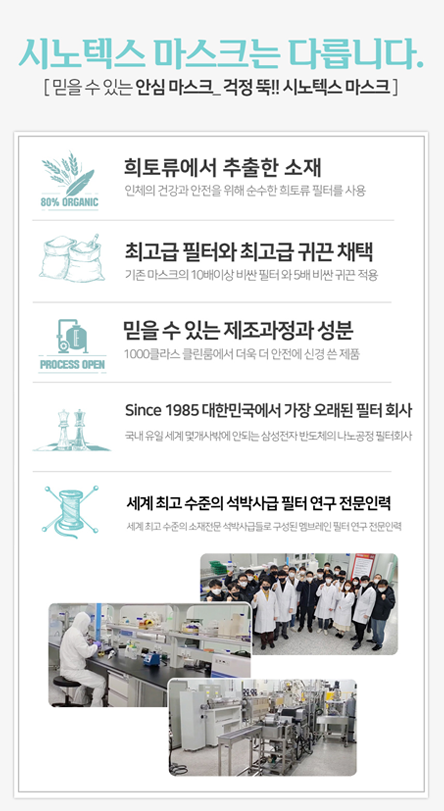 시노텍스 마스크는 다릅니다.
[ 믿을 수 있는 안심 마스크_ 걱정 뚝!! 시노텍스 마스크 ]
80% ORGANIC
희토류에서 추출한 소재
인체의 건강과 안전을 위해 순수한 희토류 필터를 사용
최고급 필터와 최고급 귀끈 채택
기존 마스크의 10배이상 비싼 필터 와 5배 비싼 귀끈 적용
PROCESS OPEN
믿을 수 있는 제조과정과 성분
1000클라스 클린룸에서 더욱 더 안전에 신경 쓴 제품
Since 1985 대한민국에서 가장 오래된 필터 회사
국내 유일 세계 몇개사밖에 안되는 삼성전자 반도체의 나노공정 필터회사
세계 최고 수준의 석박사급 필터 연구 전문인력
세계 최고 수준의 소재전문 석박사급들로 구성된 멤브레인 필터 연구 전문인력